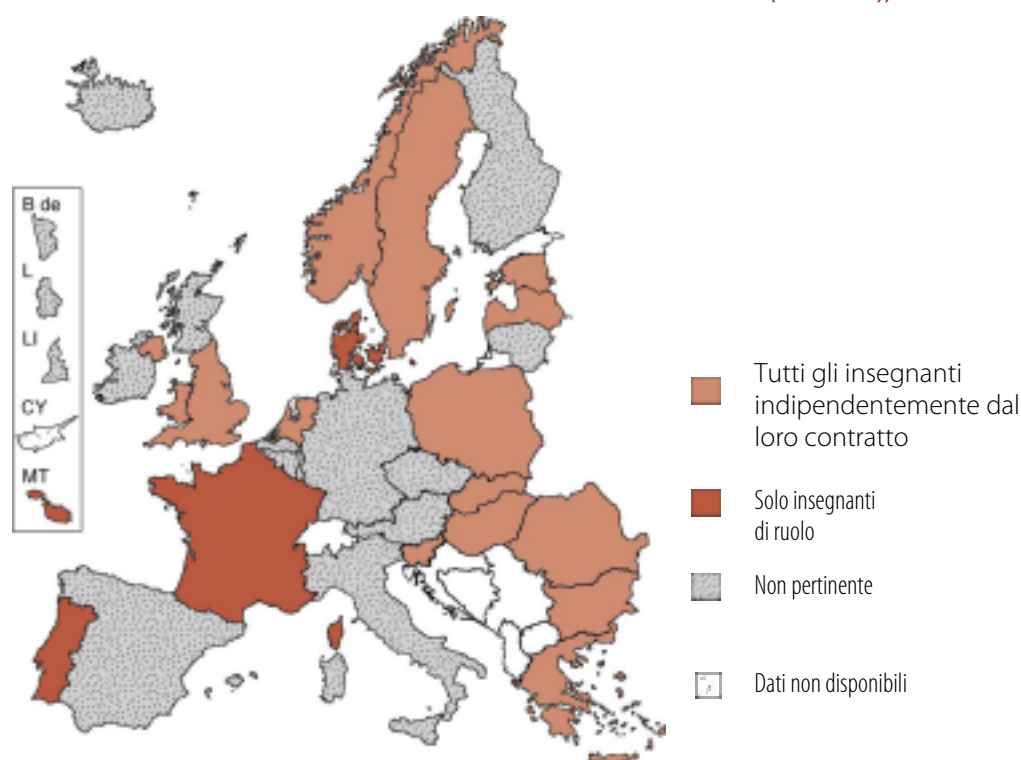 B de
L
LI
CY
MT
Tutti gli insegnanti
indipendentemente dal
loro contratto
Solo insegnanti
di ruolo
Non pertinente
Dati non disponibili